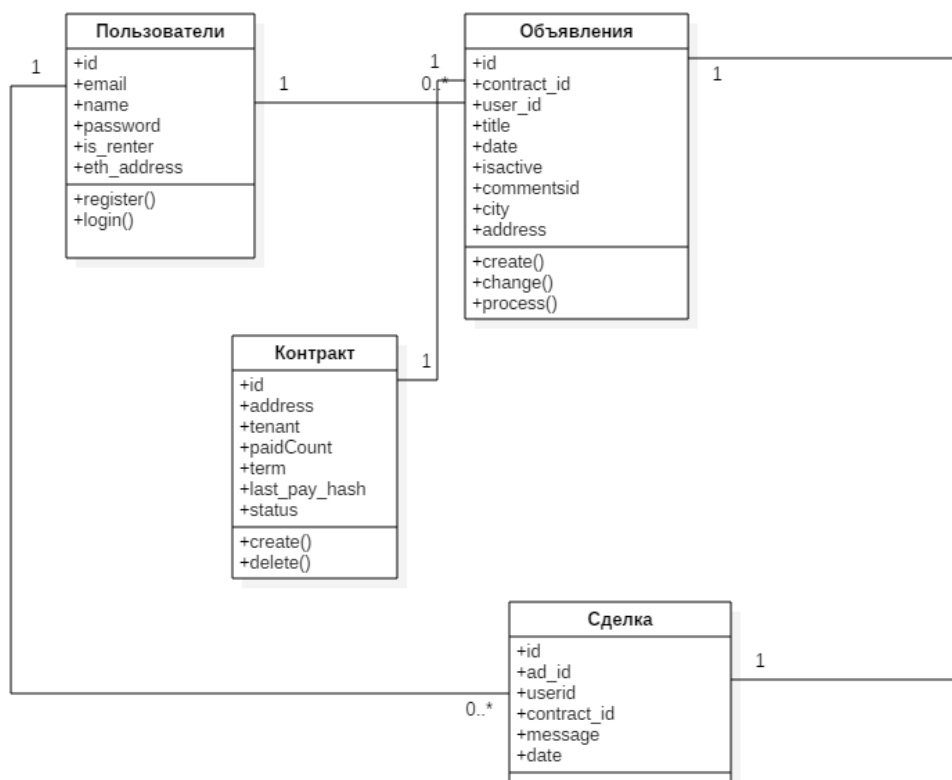 Пользователи
+id
+email
+name
+password
+is_renter
+eth_address
+register()
+login()
1
1
1
0..*
Объявления
+id
+contract_id
+user_id
+title
+date
+isactive
+commentsid
+city
+address
+create()
+change()
+process()
1
Контракт
+id
+address
+tenant
+paidCount
+term
+last_pay_hash
+status
+create()
+delete()
1
Сделка
+id
+ad_id
+userid
+contract_id
+message
+date
0..*
1